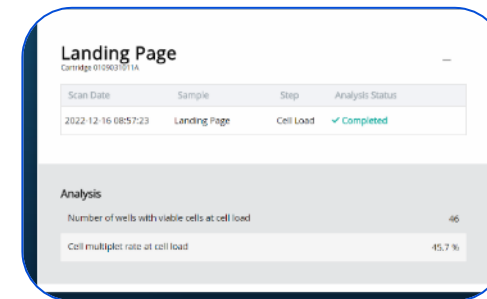 Landing Page
Cartridge 0109031011A
Scan Date Sample Step Analysis Status
2022-12-16 08:57:23 Landing Page Cell Load ✓ Completed
Analysis
Number of wells with viable cells at cell load 46
Cell multiplet rate at cell load 45.7 %